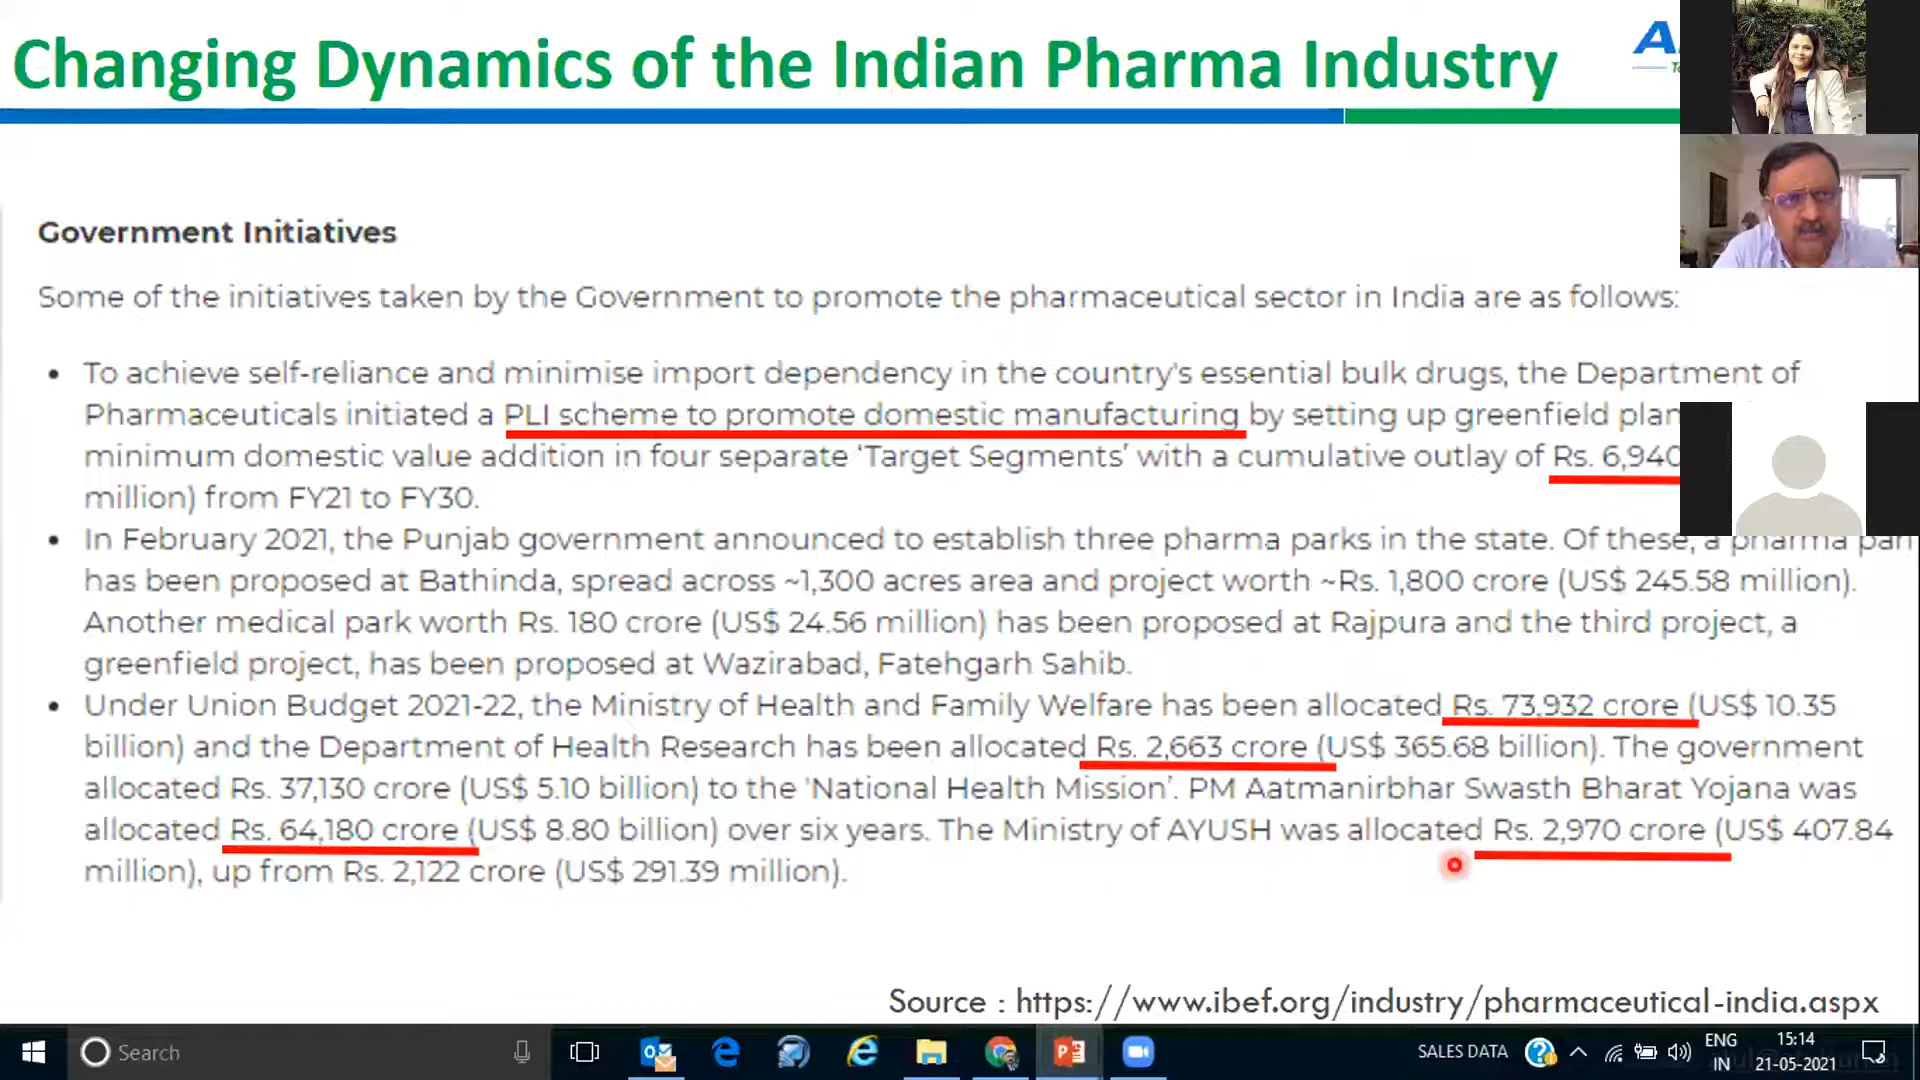 Changing Dynamics of the Indian Pharma Industry
Government Initiatives
Some of the initiatives taken by the Government to promote the pharmaceutical sector in India are as follows:
• To achieve self-reliance and minimise import dependency in the country's essential bulk drugs, the Department of
Pharmaceuticals initiated a PLI scheme to promote domestic manufacturing by setting up greenfield
minimum domestic value addition in four separate ‘Target Segments’ with a cumulative outlay of Rs. 6,940
million) from FY21 to FY30.
• In February 2021, the Punjab government announced to establish three pharma parks in the state. Of these, a pharma
has been proposed at Bathinda, spread across ~1,300 acres area and project worth ~Rs. 1,800 crore (US$ 245.58 million).
Another medical park worth Rs. 180 crore (US$ 24.56 million) has been proposed at Rajpura and the third project, a
greenfield project, has been proposed at Wazirabad, Fatehgarh Sahib.
• Under Union Budget 2021-22, the Ministry of Health and Family Welfare has been allocated Rs. 73,932 crore (US$ 10.35
billion) and the Department of Health Research has been allocated Rs. 2,663 crore (US$ 365.68 billion). The government
allocated Rs. 37,130 crore (US$ 5.10 billion) to the 'National Health Mission'. PM Aatmanirbhar Swasth Bharat Yojana was
allocated Rs. 64,180 crore (US$ 8.80 billion) over six years. The Ministry of AYUSH was allocated Rs. 2,970 crore (US$ 407.84
million), up from Rs. 2,122 crore (US$ 291.39 million).
Source : https://www.ibef.org/industry/pharmaceutical-india.aspx
Search
SALES DATA
ENG
IN
15:14
21-05-2021